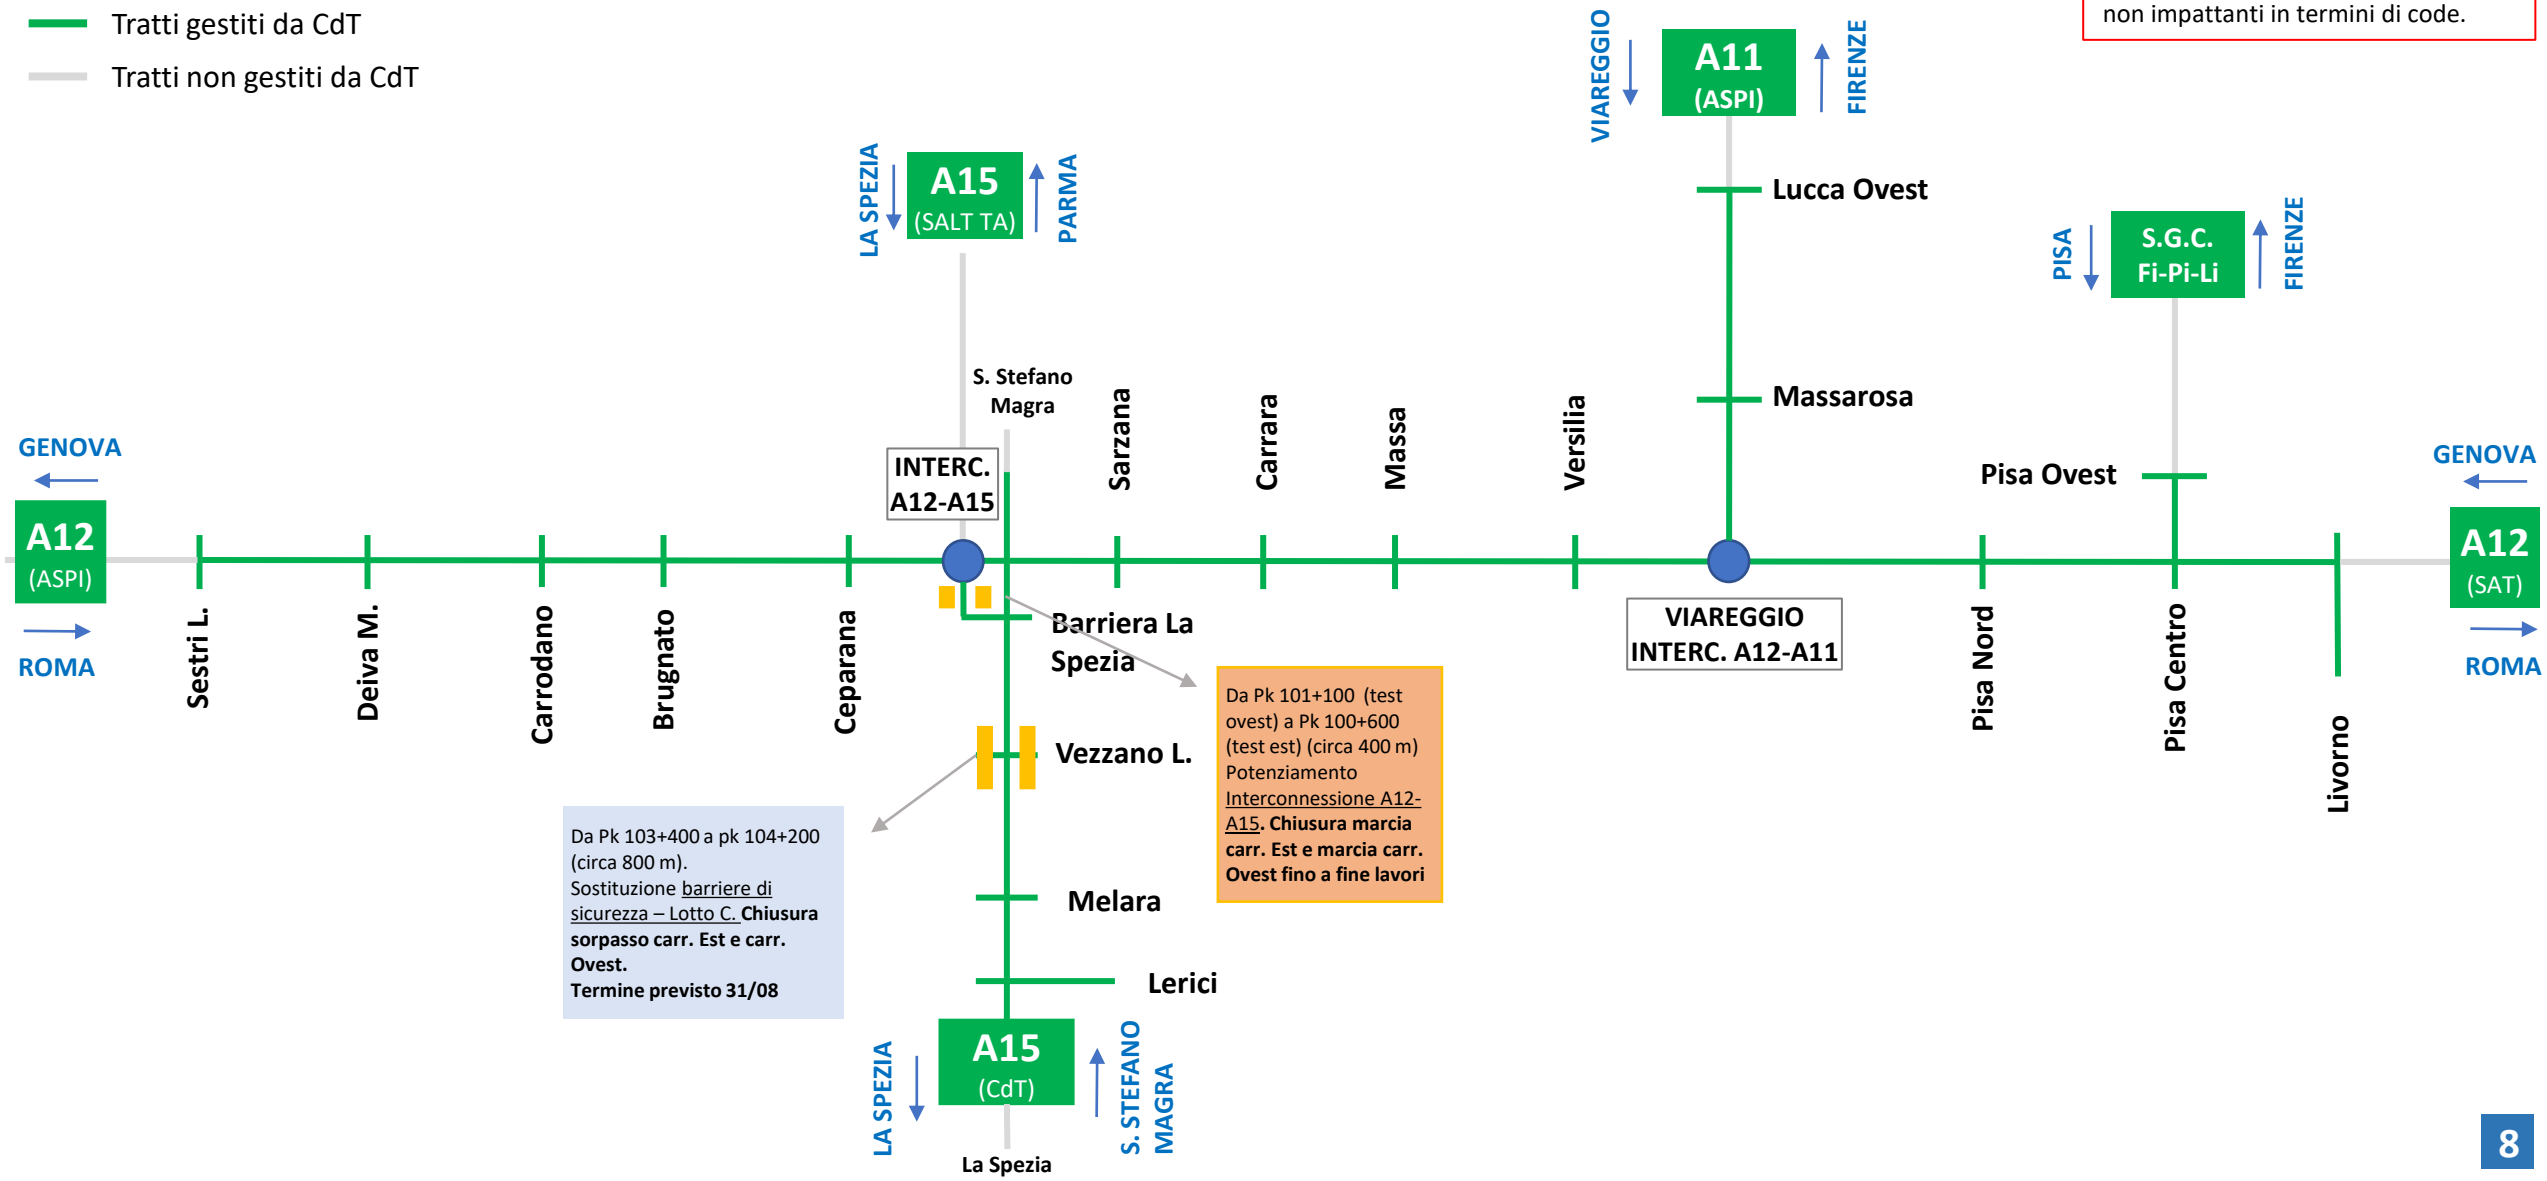 Tratti gestiti da CdT
Tratti non gestiti da CdT
non impattanti in termini di code.
VIAREGGIO
A11
(ASPI)
FIRENZE
LA SPEZIA
A15
(SALT TA)
PARMA
Lucca Ovest
PISA
S.G.C.
Fi-Pi-Li
FIRENZE
S. Stefano
Magra
Massarosa
GENOVA
A12
(ASPI)
ROMA
INTERC.
A12-A15
Sarzana
Carrara
Massa
Versilia
Pisa Ovest
GENOVA
A12
(SAT)
ROMA
Sestri L.
Deiva M.
Carrodano
Brugnato
Ceparana
Barriera La
Spezia
VIAREGGIO
INTERC. A12-A11
Pisa Nord
Pisa Centro
Livorno
Vezzano L.
Da Pk 101+100 (test
ovest) a Pk 100+600
(test est) (circa 400 m)
Potenziamento
Interconnessione A12-
A15. Chiusura marcia
carr. Est e marcia carr.
Ovest fino a fine lavori
Da Pk 103+400 a pk 104+200
(circa 800 m).
Sostituzione barriere di
sicurezza – Lotto C. Chiusura
sorpasso carr. Est e carr.
Ovest.
Termine previsto 31/08
Melara
Lerici
LA SPEZIA
A15
(CdT)
S. STEFANO
MAGRA
La Spezia
8